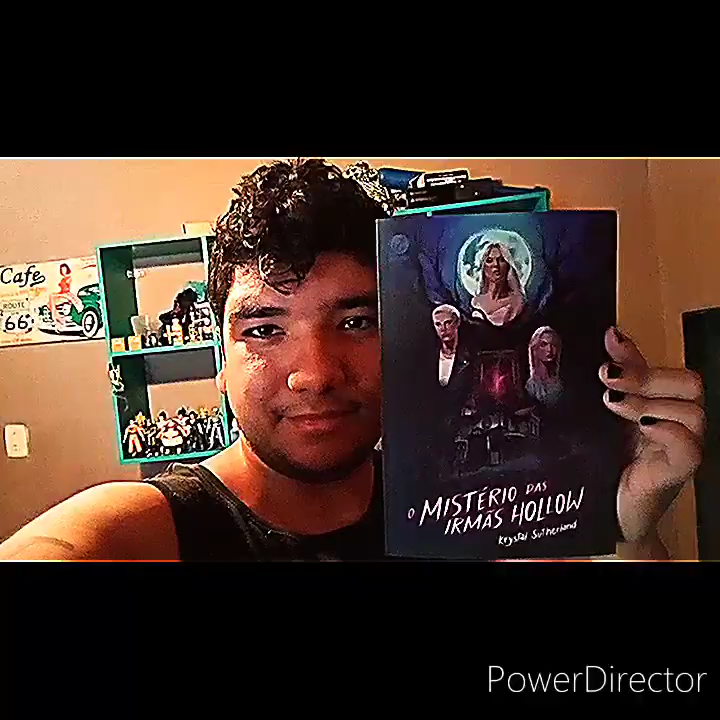 Cafe
ROUTE
66
O MISTÉRIO DAS
IRMÃS HOLLOW
Krystal Sutherland
PowerDirector